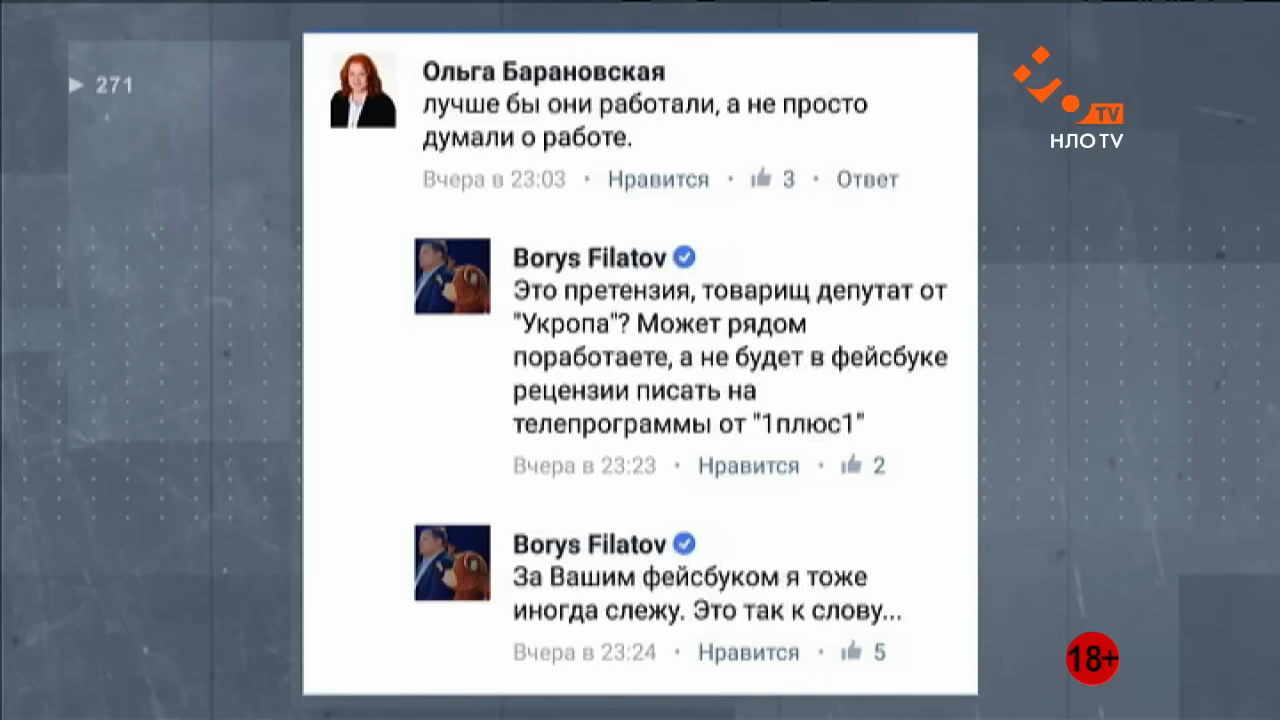 271
TV
НЛО TV
Ольга Барановская
лучше бы они работали, а не просто
думали о работе.
Вчера в 23:03 · Нравится · 3 · Ответ
Borys Filatov
Это претензия, товарищ депутат от
"Укропа"? Может рядом
поработаете, а не будет в фейсбуке
рецензии писать на
телепрограммы от "1плюс1"
Вчера в 23:23 · Нравится · 2
Borys Filatov
За Вашим фейсбуком я тоже
иногда слежу. Это так к слову...
Вчера в 23:24 · Нравится · 5
18+